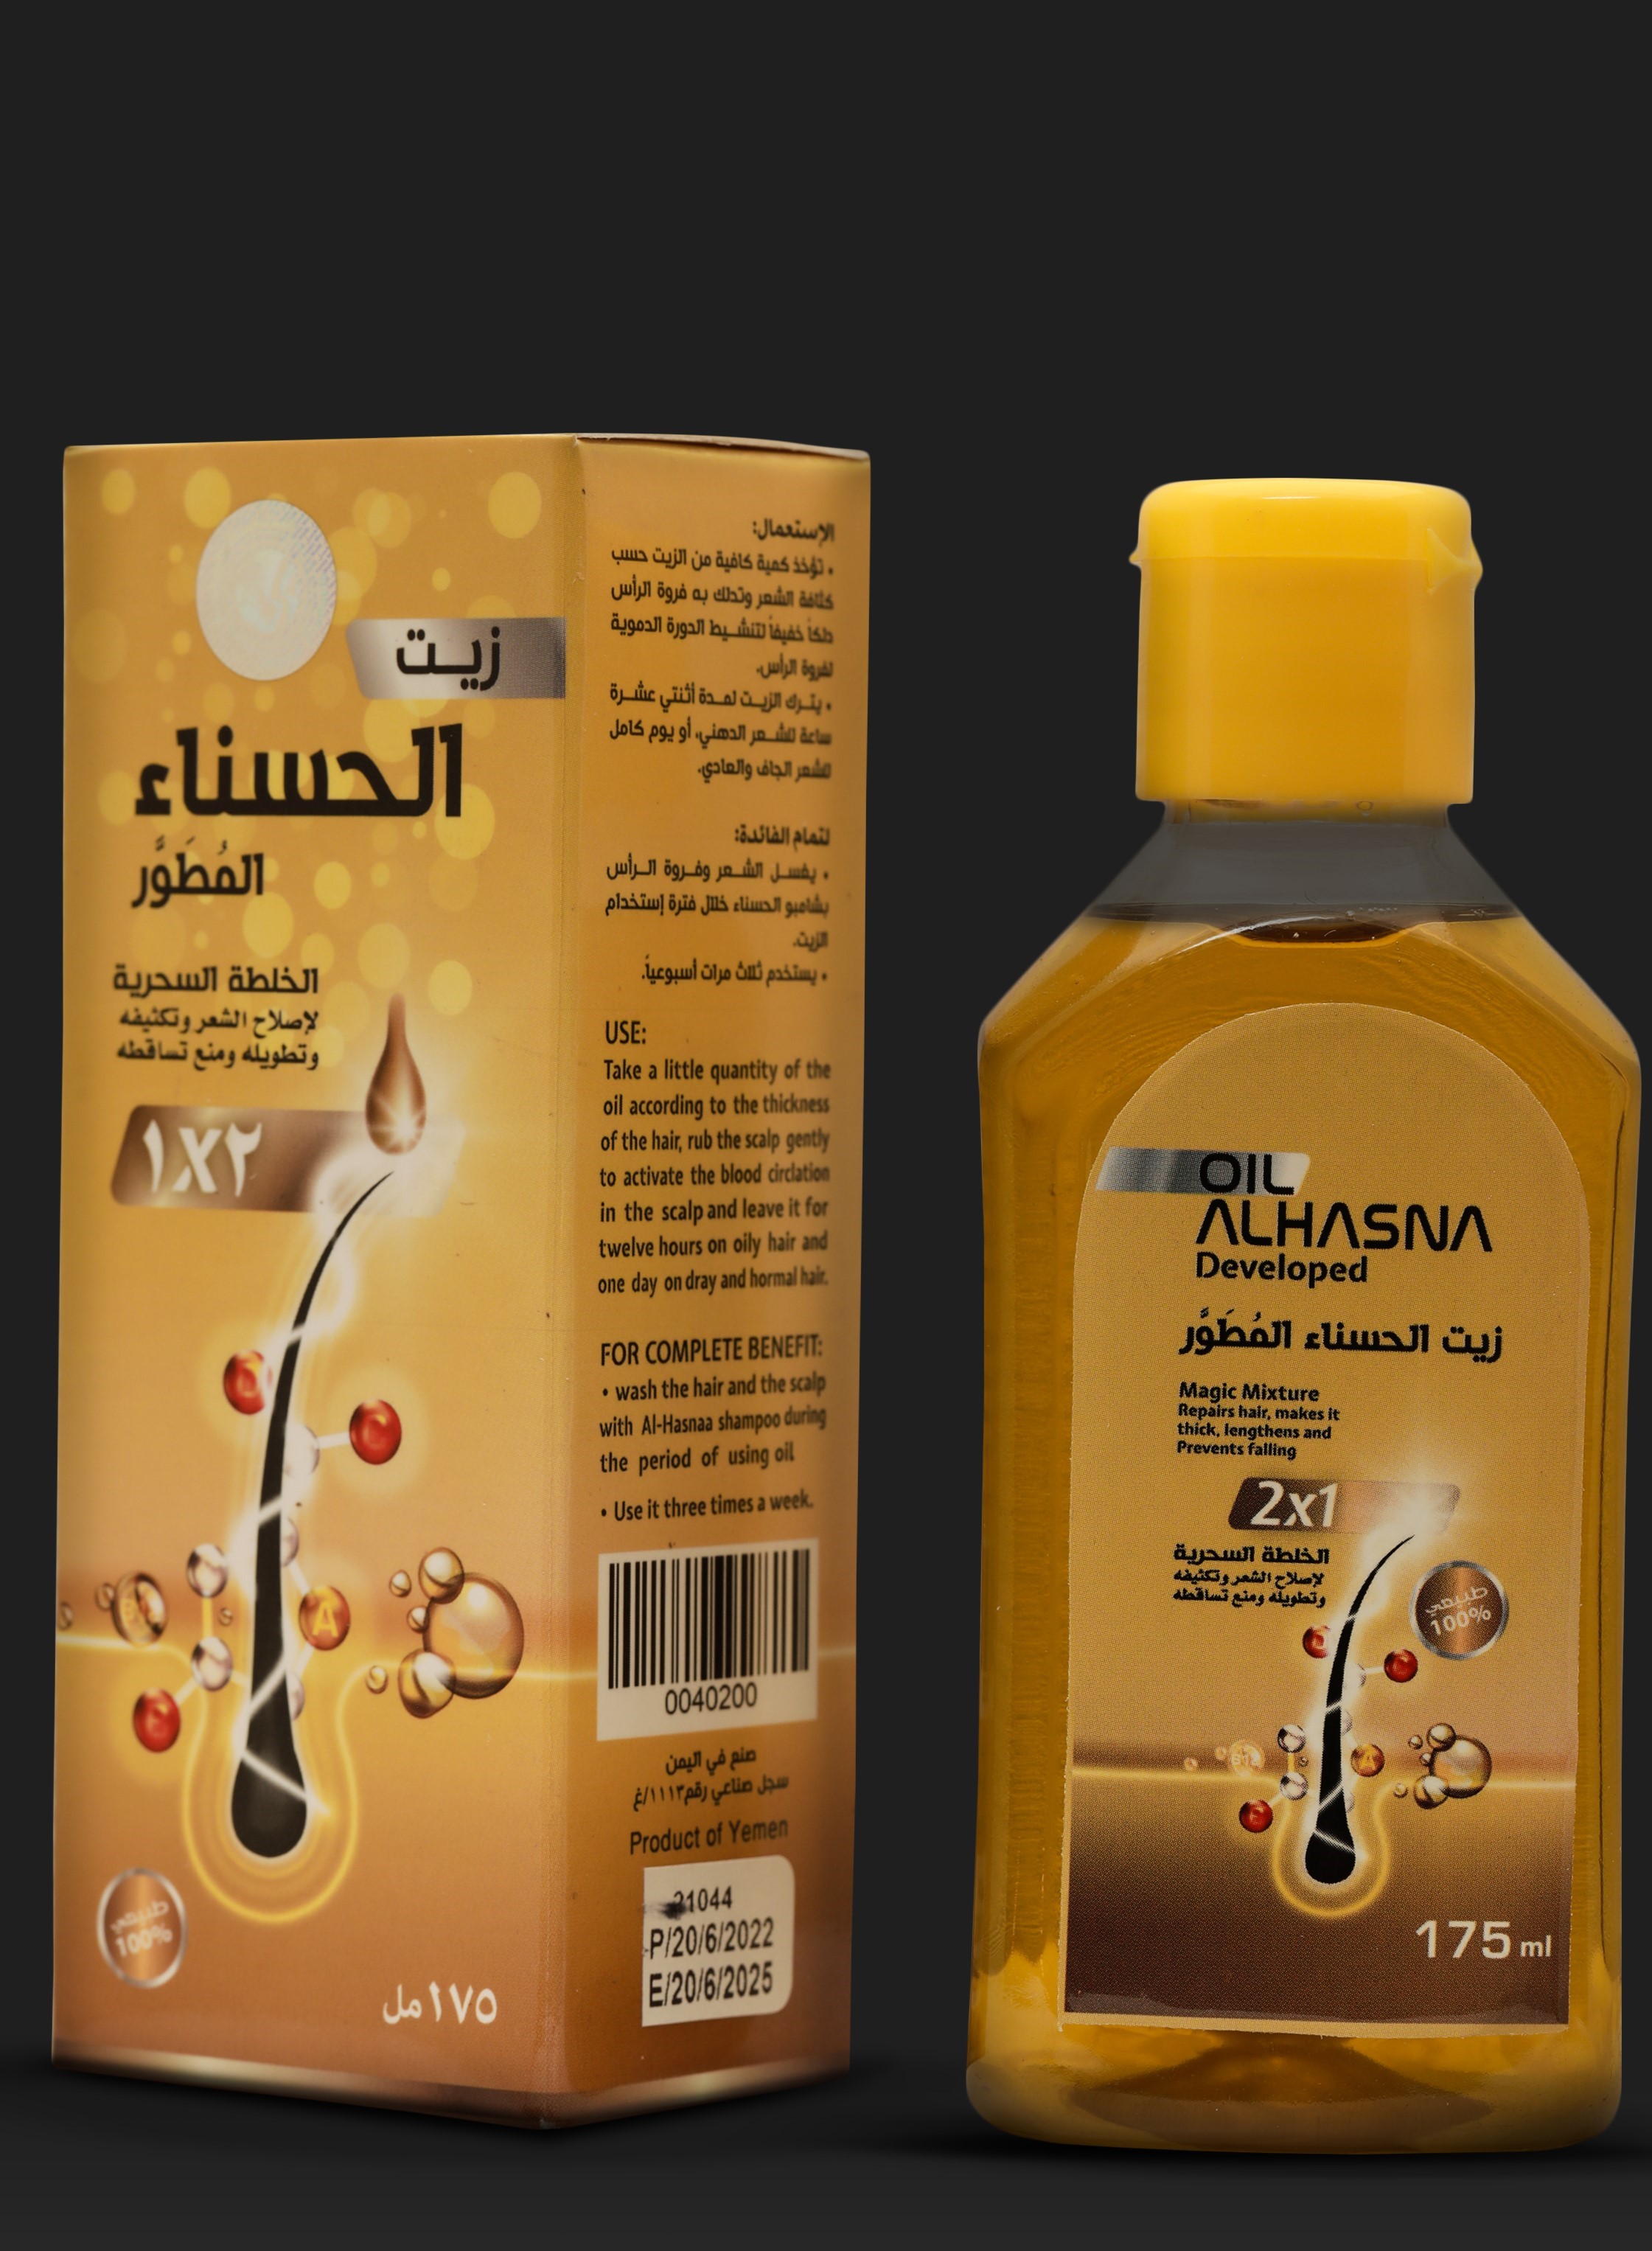 زيت
الحسناء
المُطَوَّر
الخلطة السحرية
لإصلاح الشعر وتكثيفه
وتطويله ومنع تساقطه
١X٢
C
A
E
طبيعي
100%
١٧٥ مل
الإستعمال:
• تؤخذ كمية كافية من الزيت حسب
كثافة الشعر وتدلك به فروة الرأس
دلكاً خفيفاً لتنشيط الدورة الدموية
لفروة الرأس.
• يترك الزيت لمدة أثنتي عشرة
ساعة للشعر الدهني، أو يوم كامل
للشعر الجاف والعادي.
لتمام الفائدة:
• يغسل الشعر وفروة الرأس
بشامبو الحسناء خلال فترة إستخدام
الزيت.
• يستخدم ثلاث مرات أسبوعياً.
USE:
Take a little quantity of the
oil according to the thickness
of the hair, rub the scalp gently
to activate the blood circlation
in the scalp and leave it for
twelve hours on oily hair and
one day on dray and hormal hair.
FOR COMPLETE BENEFIT:
• wash the hair and the scalp
with Al-Hasnaa shampoo during
the period of using oil
• Use it three times a week.
0040200
صنع في اليمن
سجل صناعي رقم ١١١٣/غ
Product of Yemen
21044
P/20/6/2022
E/20/6/2025
OIL
ALHASNA
Developed
زيت الحسناء المُطَوَّر
Magic Mixture
Repairs hair, makes it
thick, lengthens and
Prevents falling
2x1
الخلطة السحرية
لإصلاح الشعر وتكثيفه
وتطويله ومنع تساقطه
طبيعي
100%
C
A
E
175 ml